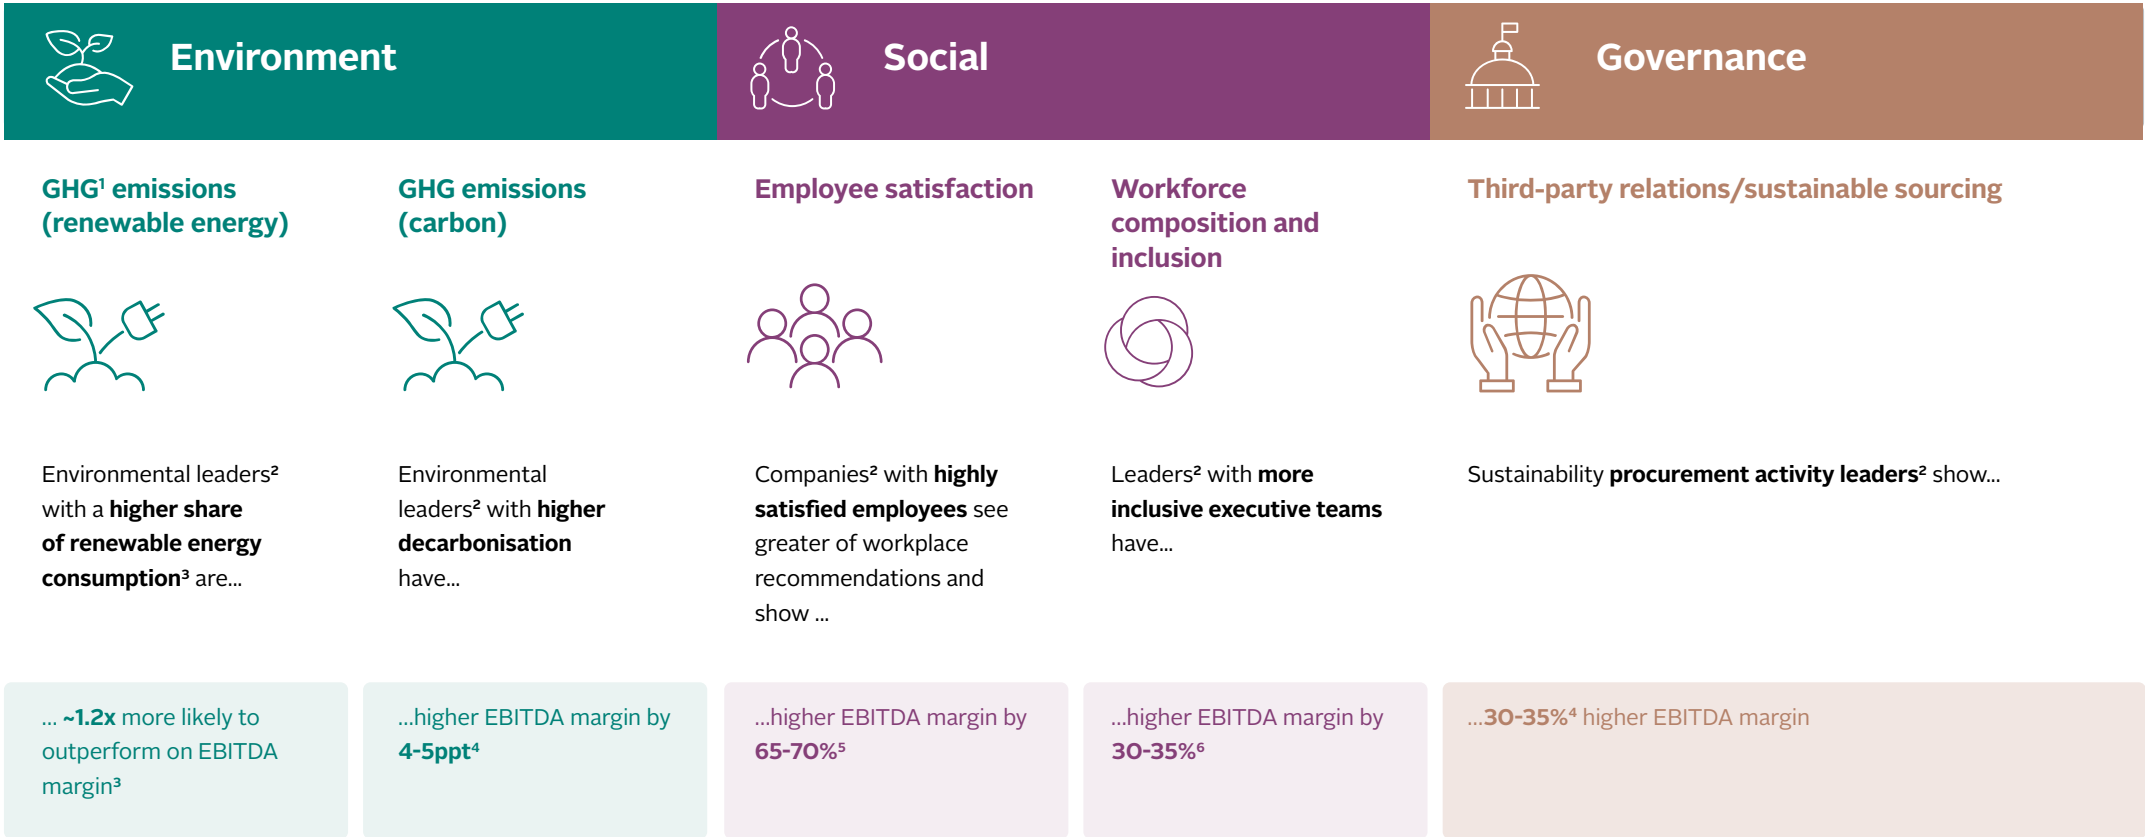 Environment
Social
Governance
GHG¹ emissions
(renewable energy)
GHG emissions
(carbon)
Employee satisfaction
Workforce
composition and
inclusion
Third-party relations/sustainable sourcing
Environmental leaders²
with a higher share
of renewable energy
consumption³ are...
Environmental
leaders² with higher
decarbonisation
have...
Companies² with highly
satisfied employees see
greater of workplace
recommendations and
show ...
Leaders² with more
inclusive executive teams
have...
Sustainability procurement activity leaders² show...
... ~1.2x more likely to
outperform on EBITDA
margin³
...higher EBITDA margin by
4-5ppt⁴
...higher EBITDA margin by
65-70%⁵
...higher EBITDA margin by
30-35%⁶
...30-35%⁴ higher EBITDA margin